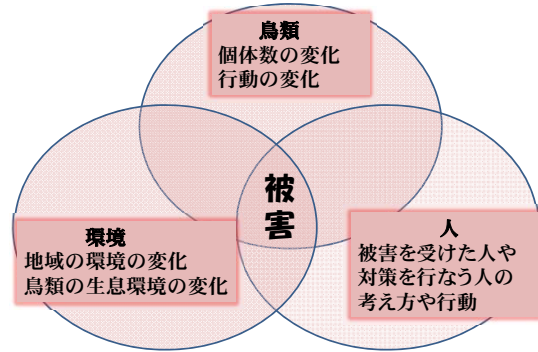 鳥類
個体数の変化
行動の変化
被害
環境
地域の環境の変化
鳥類の生息環境の変化
人
被害を受けた人や
対策を行なう人の
考え方や行動